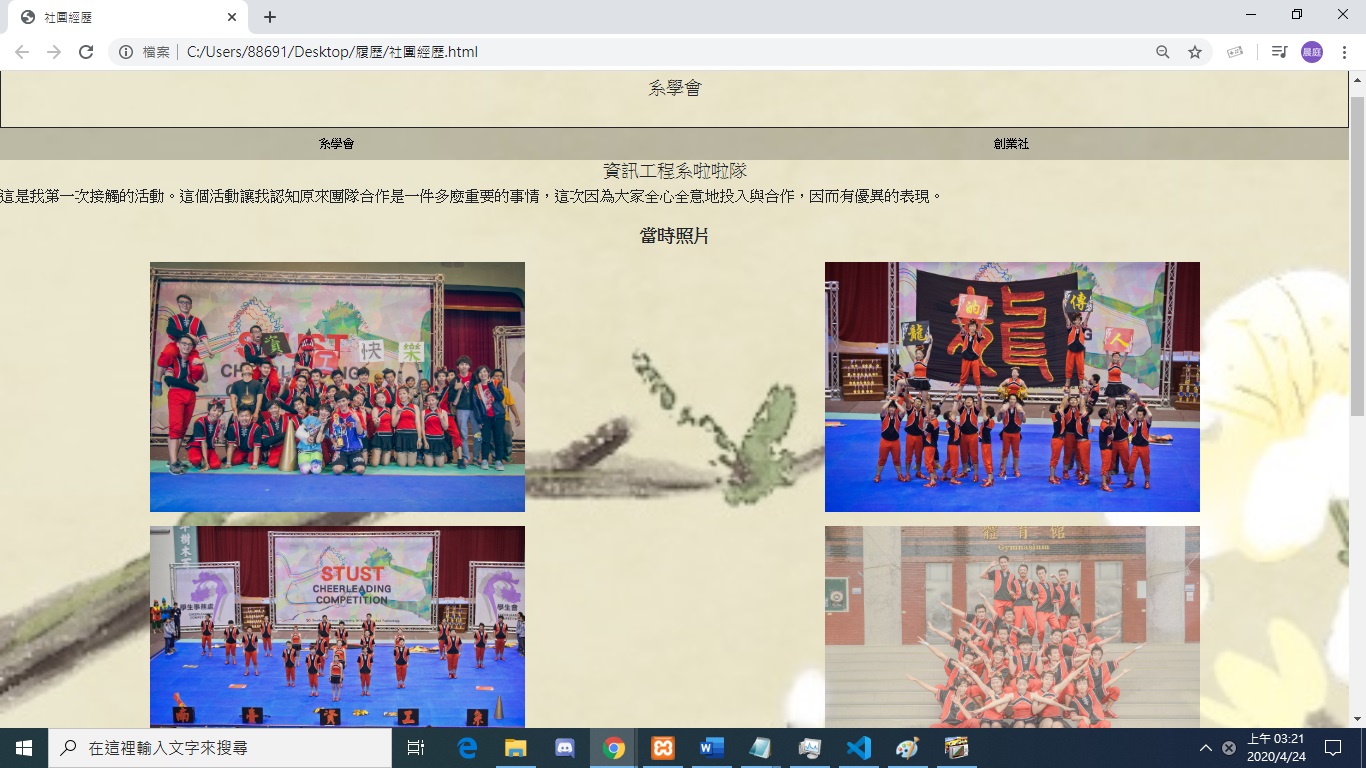 社團經歷
檔案 C:/Users/88691/Desktop/履歷/社團經歷.html
系學會
系學會 創業社
資訊工程系啦啦隊
這是我第一次接觸的活動。這個活動讓我認知原來團隊合作是一件多麼重要的事情，這次因為大家全心全意地投入與合作，因而有優異的表現。
當時照片
資 工 快 樂
龍
龍 的 傳 人
STUST
CHEERLEADING
COMPETITION
學生事務處
學生會
南 臺 資 工 系
體育館
Gymnasium
在這裡輸入文字來搜尋
上午 03:21
2020/4/24